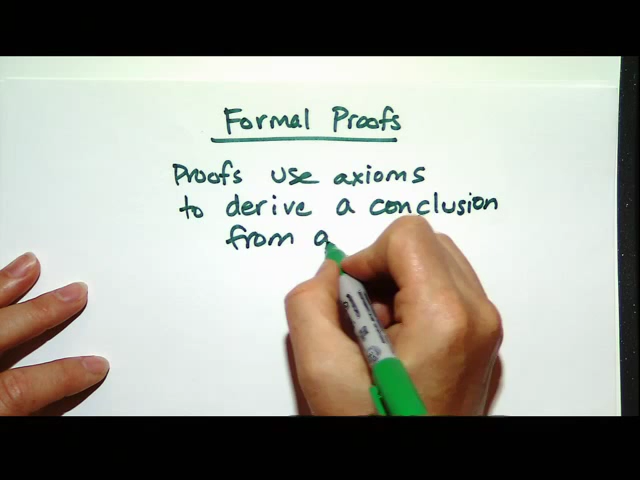 Formal Proofs
Proofs use axioms
to derive a conclusion
from a